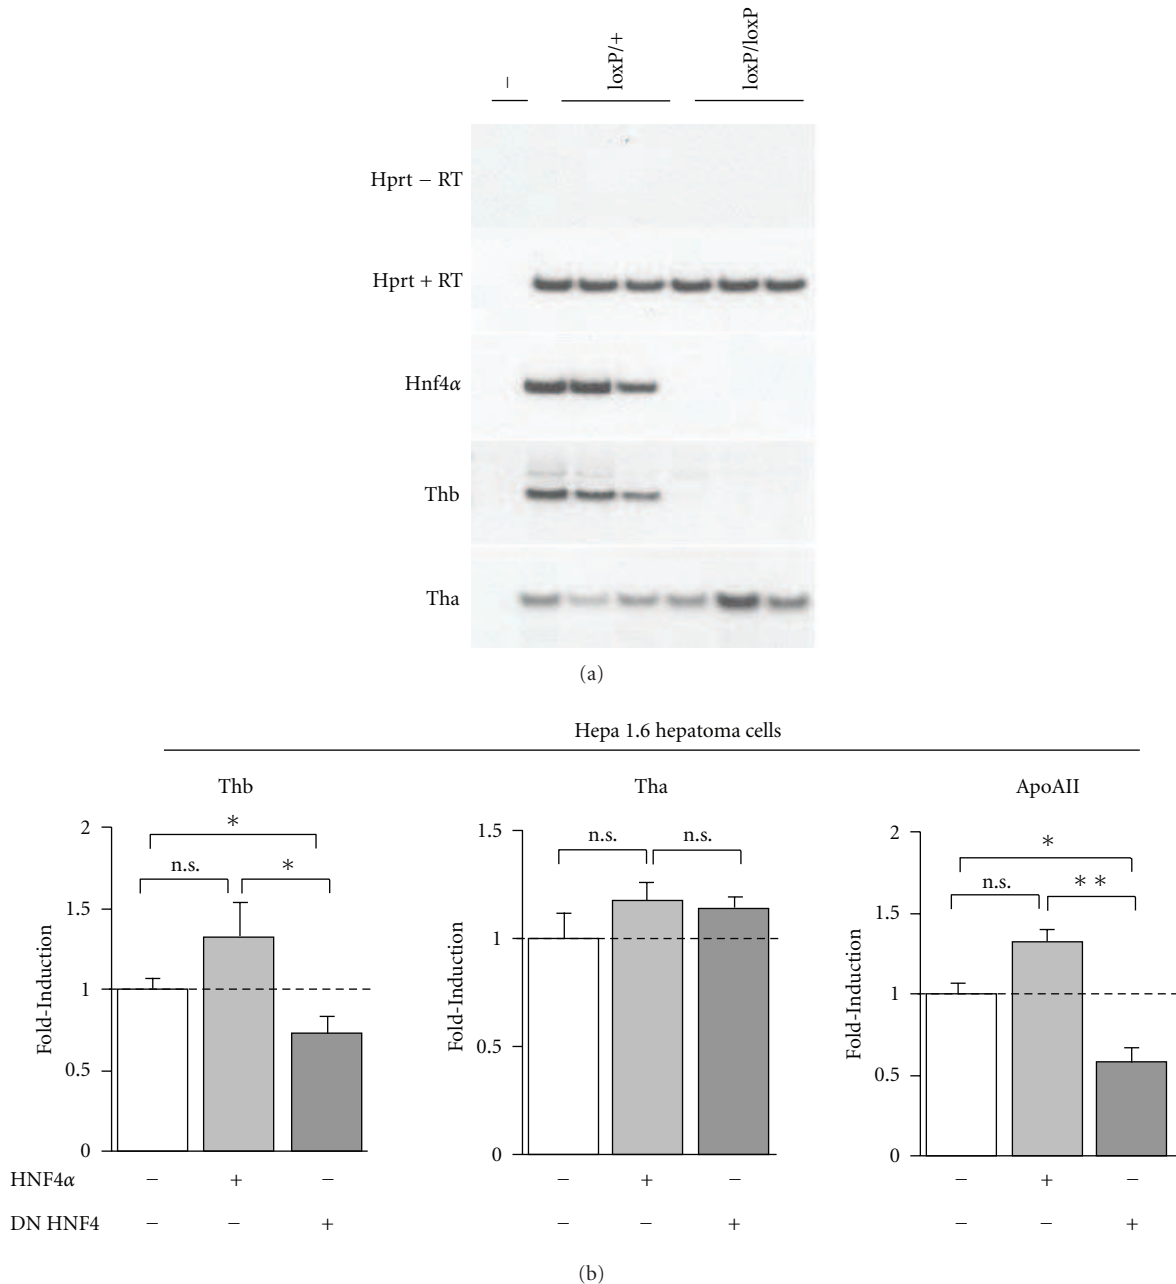 – loxP/+ loxP/loxP
Hprt – RT
Hprt + RT
Hnf4α
Thb
Tha
(a)
Hepa 1.6 hepatoma cells
Thb
Fold-Induction
2
1.5
1
0.5
0
n.s.
*
*
Tha
Fold-Induction
1.5
1
0.5
0
n.s.
n.s.
ApoAII
Fold-Induction
2
1.5
1
0.5
0
n.s.
*
**
HNF4α – + – – + – – + –
DN HNF4 – – + – – + – – +
(b)